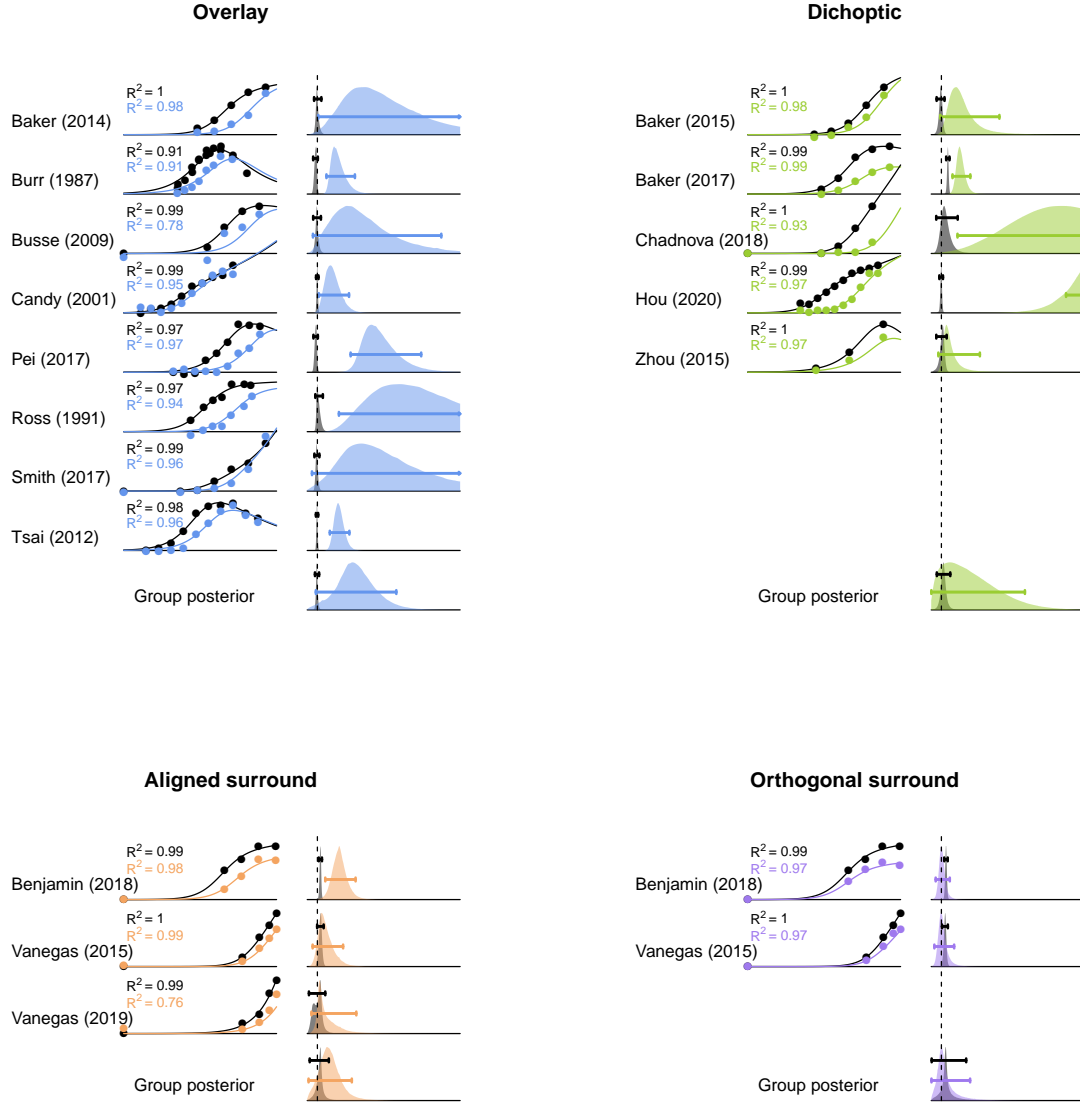 Overlay
R² = 1
R² = 0.98
Baker (2014)
R² = 0.91
R² = 0.91
Burr (1987)
R² = 0.99
R² = 0.78
Busse (2009)
R² = 0.99
R² = 0.95
Candy (2001)
R² = 0.97
R² = 0.97
Pei (2017)
R² = 0.97
R² = 0.94
Ross (1991)
R² = 0.99
R² = 0.96
Smith (2017)
R² = 0.98
R² = 0.96
Tsai (2012)
Group posterior
Dichoptic
R² = 1
R² = 0.98
Baker (2015)
R² = 0.99
R² = 0.99
Baker (2017)
R² = 1
R² = 0.93
Chadnova (2018)
R² = 0.99
R² = 0.97
Hou (2020)
R² = 1
R² = 0.97
Zhou (2015)
Group posterior
Aligned surround
R² = 0.99
R² = 0.98
Benjamin (2018)
R² = 1
R² = 0.99
Vanegas (2015)
R² = 0.99
R² = 0.76
Vanegas (2019)
Group posterior
Orthogonal surround
R² = 0.99
R² = 0.97
Benjamin (2018)
R² = 1
R² = 0.97
Vanegas (2015)
Group posterior